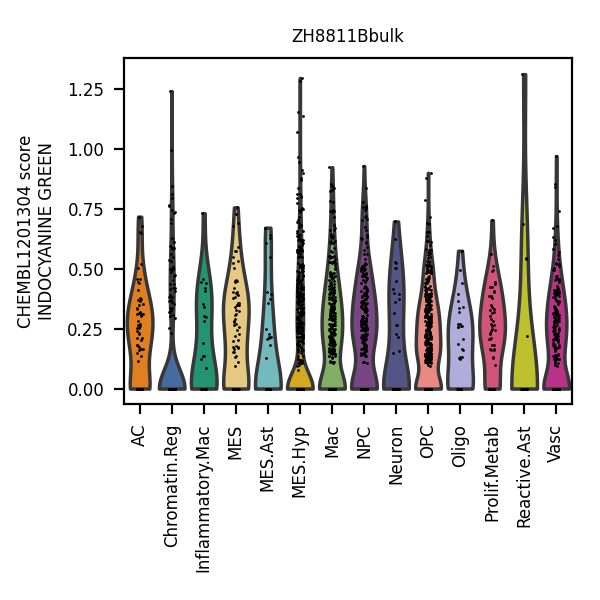 ZH8811Bbulk
CHEMBL1201304 score
INDOCYANINE GREEN
1.25
1.00
0.75
0.50
0.25
0.00
AC
Chromatin.Reg
Inflammatory.Mac
MES
MES.Ast
MES.Hyp
Mac
NPC
Neuron
OPC
Oligo
Prolif.Metab
Reactive.Ast
Vasc